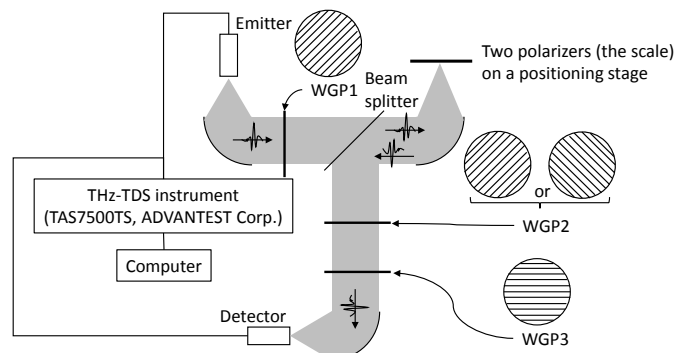 Emitter
WGP1
Beam
splitter
Two polarizers (the scale)
on a positioning stage
THz-TDS instrument
(TAS7500TS, ADVANTEST Corp.)
Computer
or
WGP2
Detector
WGP3